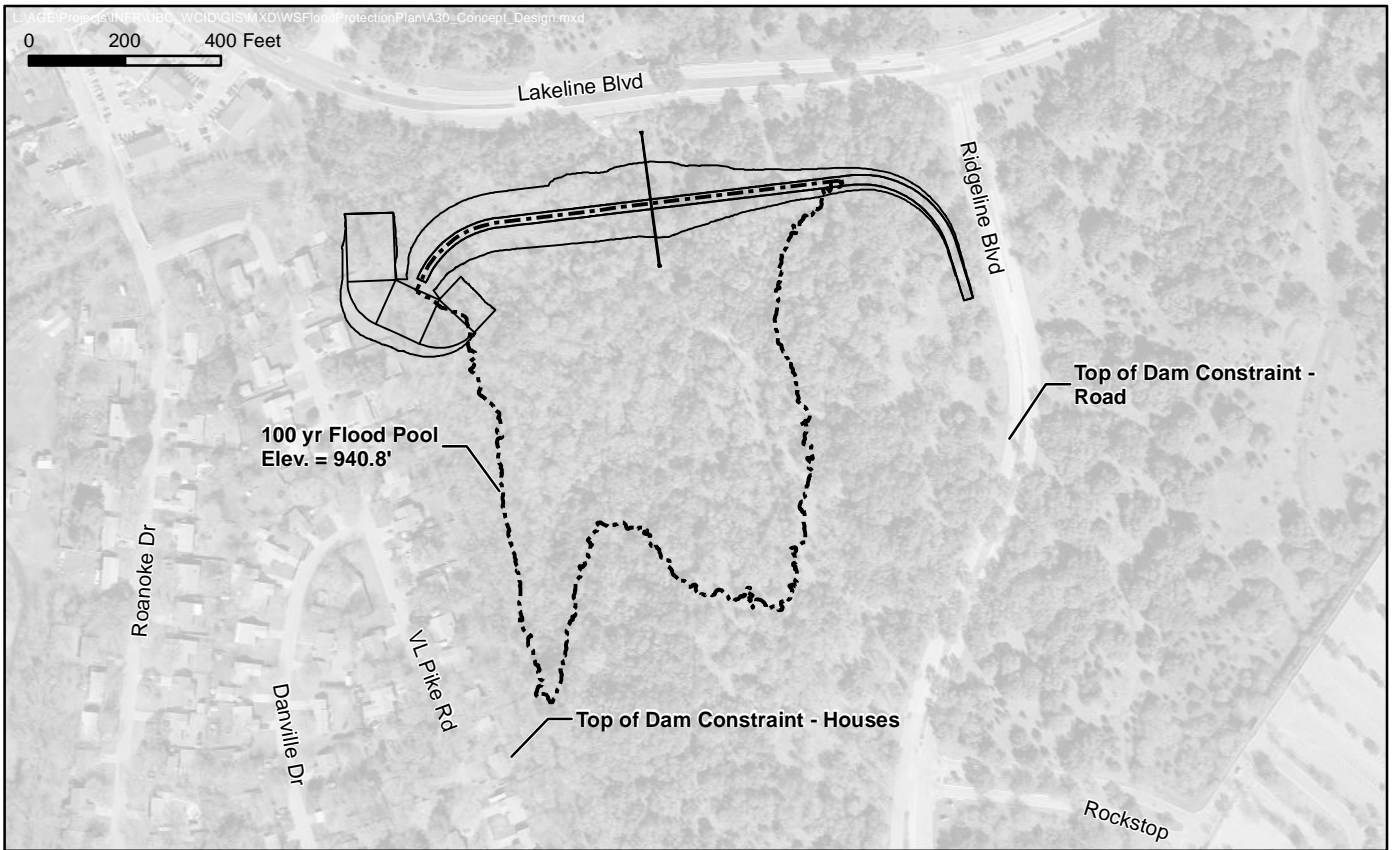 L:\AGE\Projects\INFR\UBC_WCID\GIS\MXD\WSFloodProtectionPlan\A30_Concept_Design.mxd
0 200 400 Feet
Lakeline Blvd
Ridgeline Blvd
Top of Dam Constraint -
Road
100 yr Flood Pool
Elev. = 940.8'
Roanoke Dr
VL Pike Rd
Danville Dr
Top of Dam Constraint - Houses
Rockstop